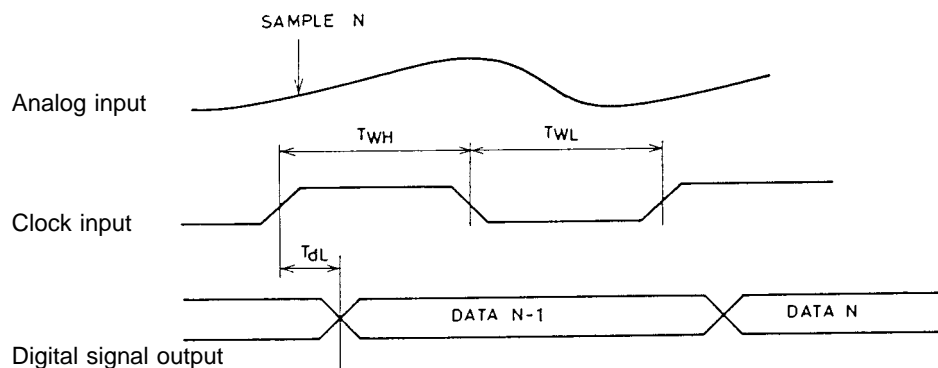 SAMPLE N
Analog input
TWH
TWL
Clock input
TdL
DATA N-1
DATA N
Digital signal output